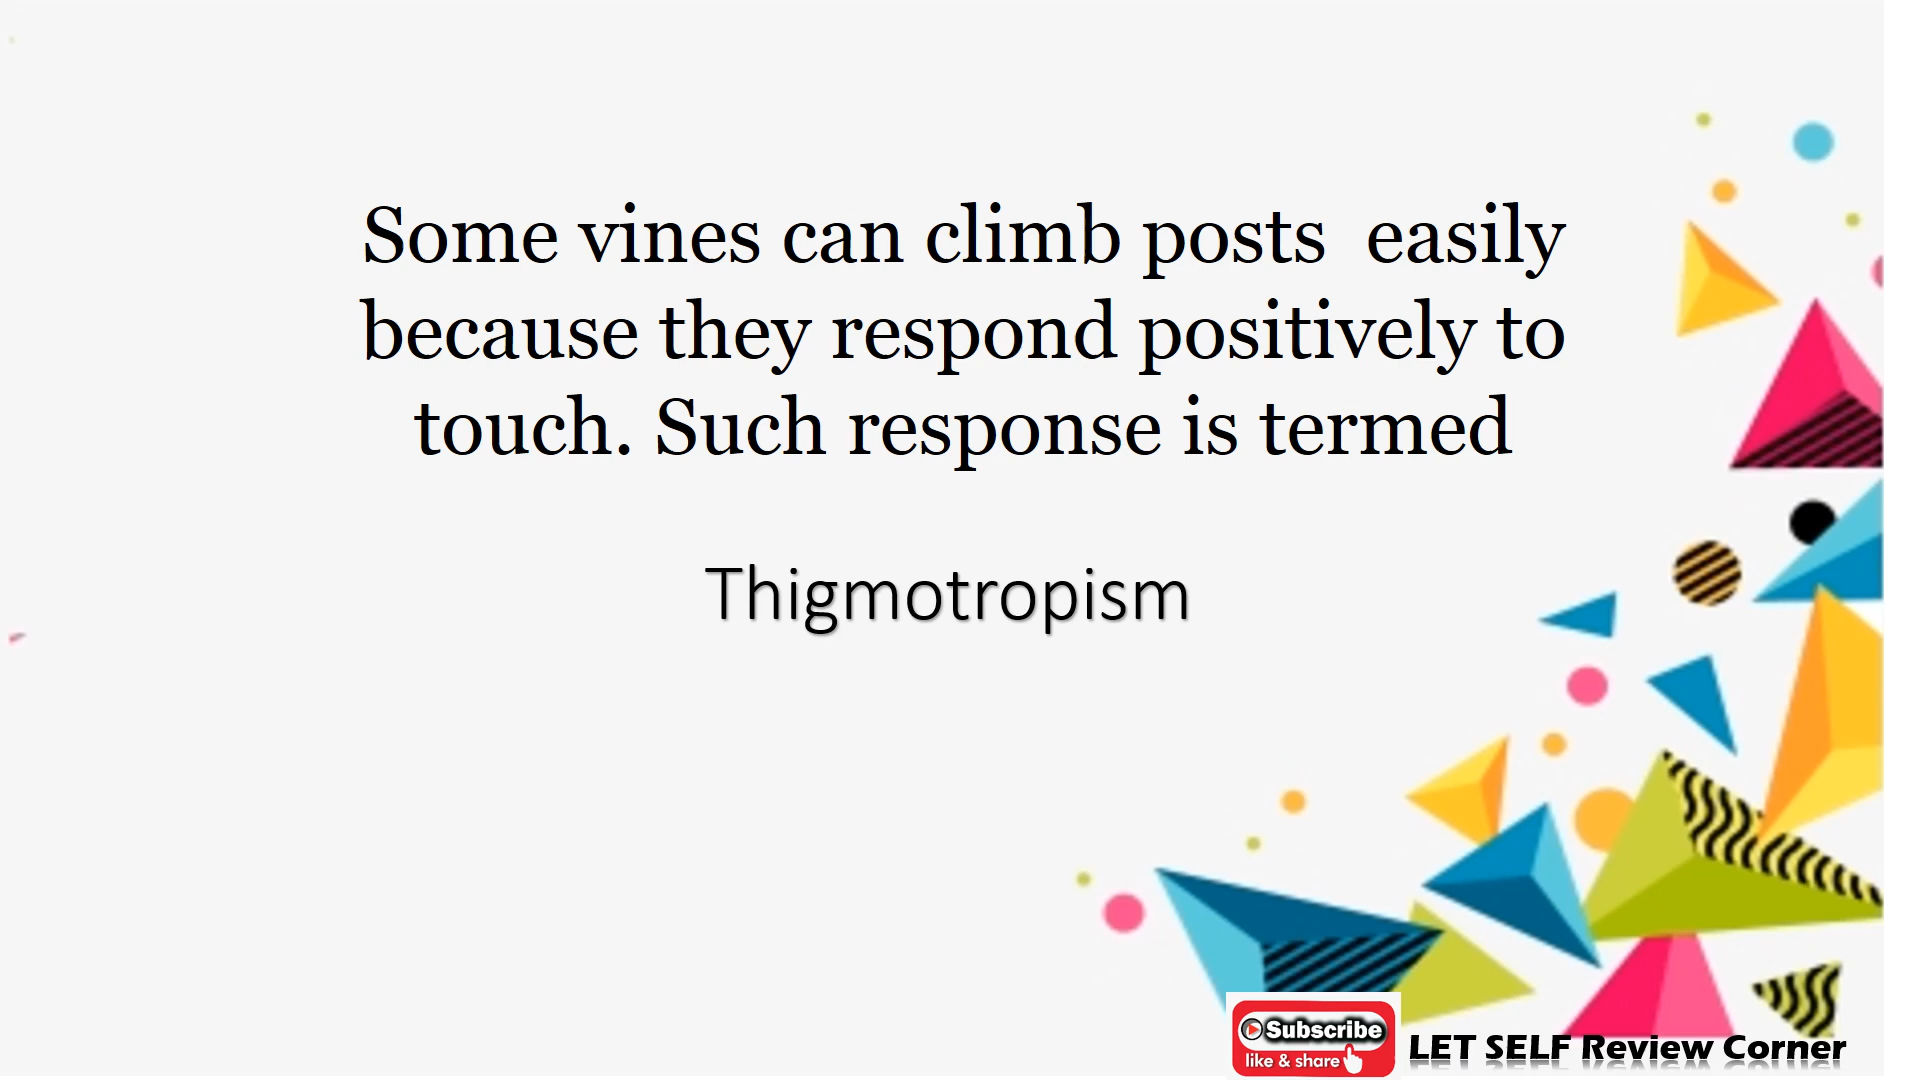 Some vines can climb posts  easily
because they respond positively to
touch. Such response is termed
Thigmotropism
Subscribe
like & share
LET SELF Review Corner